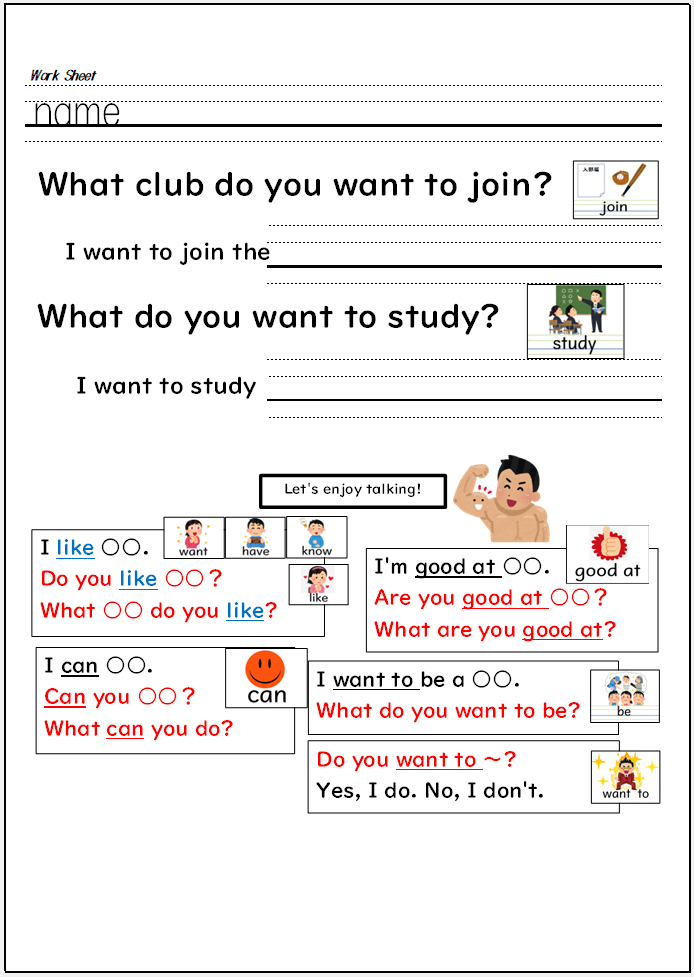 Work Sheet
name
What club do you want to join?
入部届
join
I want to join the
What do you want to study?
study
I want to study
Let's enjoy talking!
I like ○○.
want
have
know
Do you like ○○?
like
What ○○ do you like?
I'm good at ○○.
good at
Are you good at ○○?
What are you good at?
I can ○○.
can
Can you ○○?
What can you do?
I want to be a ○○.
be
What do you want to be?
Do you want to ～?
want to
Yes, I do. No, I don't.